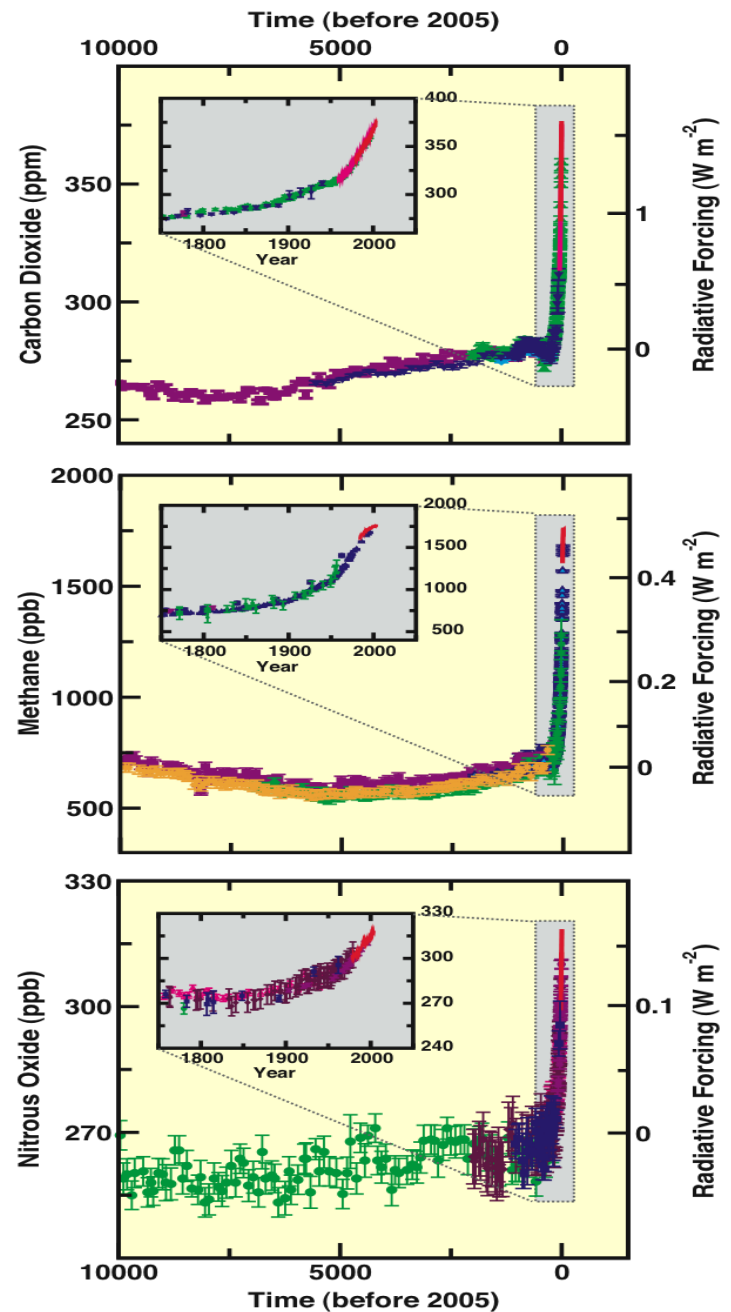 Time (before 2005)
10000 5000 0
400
350
300
1800 1900 2000
Year
350
300
250
Carbon Dioxide (ppm)
1
0
Radiative Forcing (W m-2)
2000
1500
1000
500
Methane (ppb)
2000
1500
1000
500
1800 1900 2000
Year
0.4
0.2
0
Radiative Forcing (W m-2)
330
300
270
Nitrous Oxide (ppb)
330
300
270
240
1800 1900 2000
Year
0.1
0
Radiative Forcing (W m-2)
10000 5000 0
Time (before 2005)